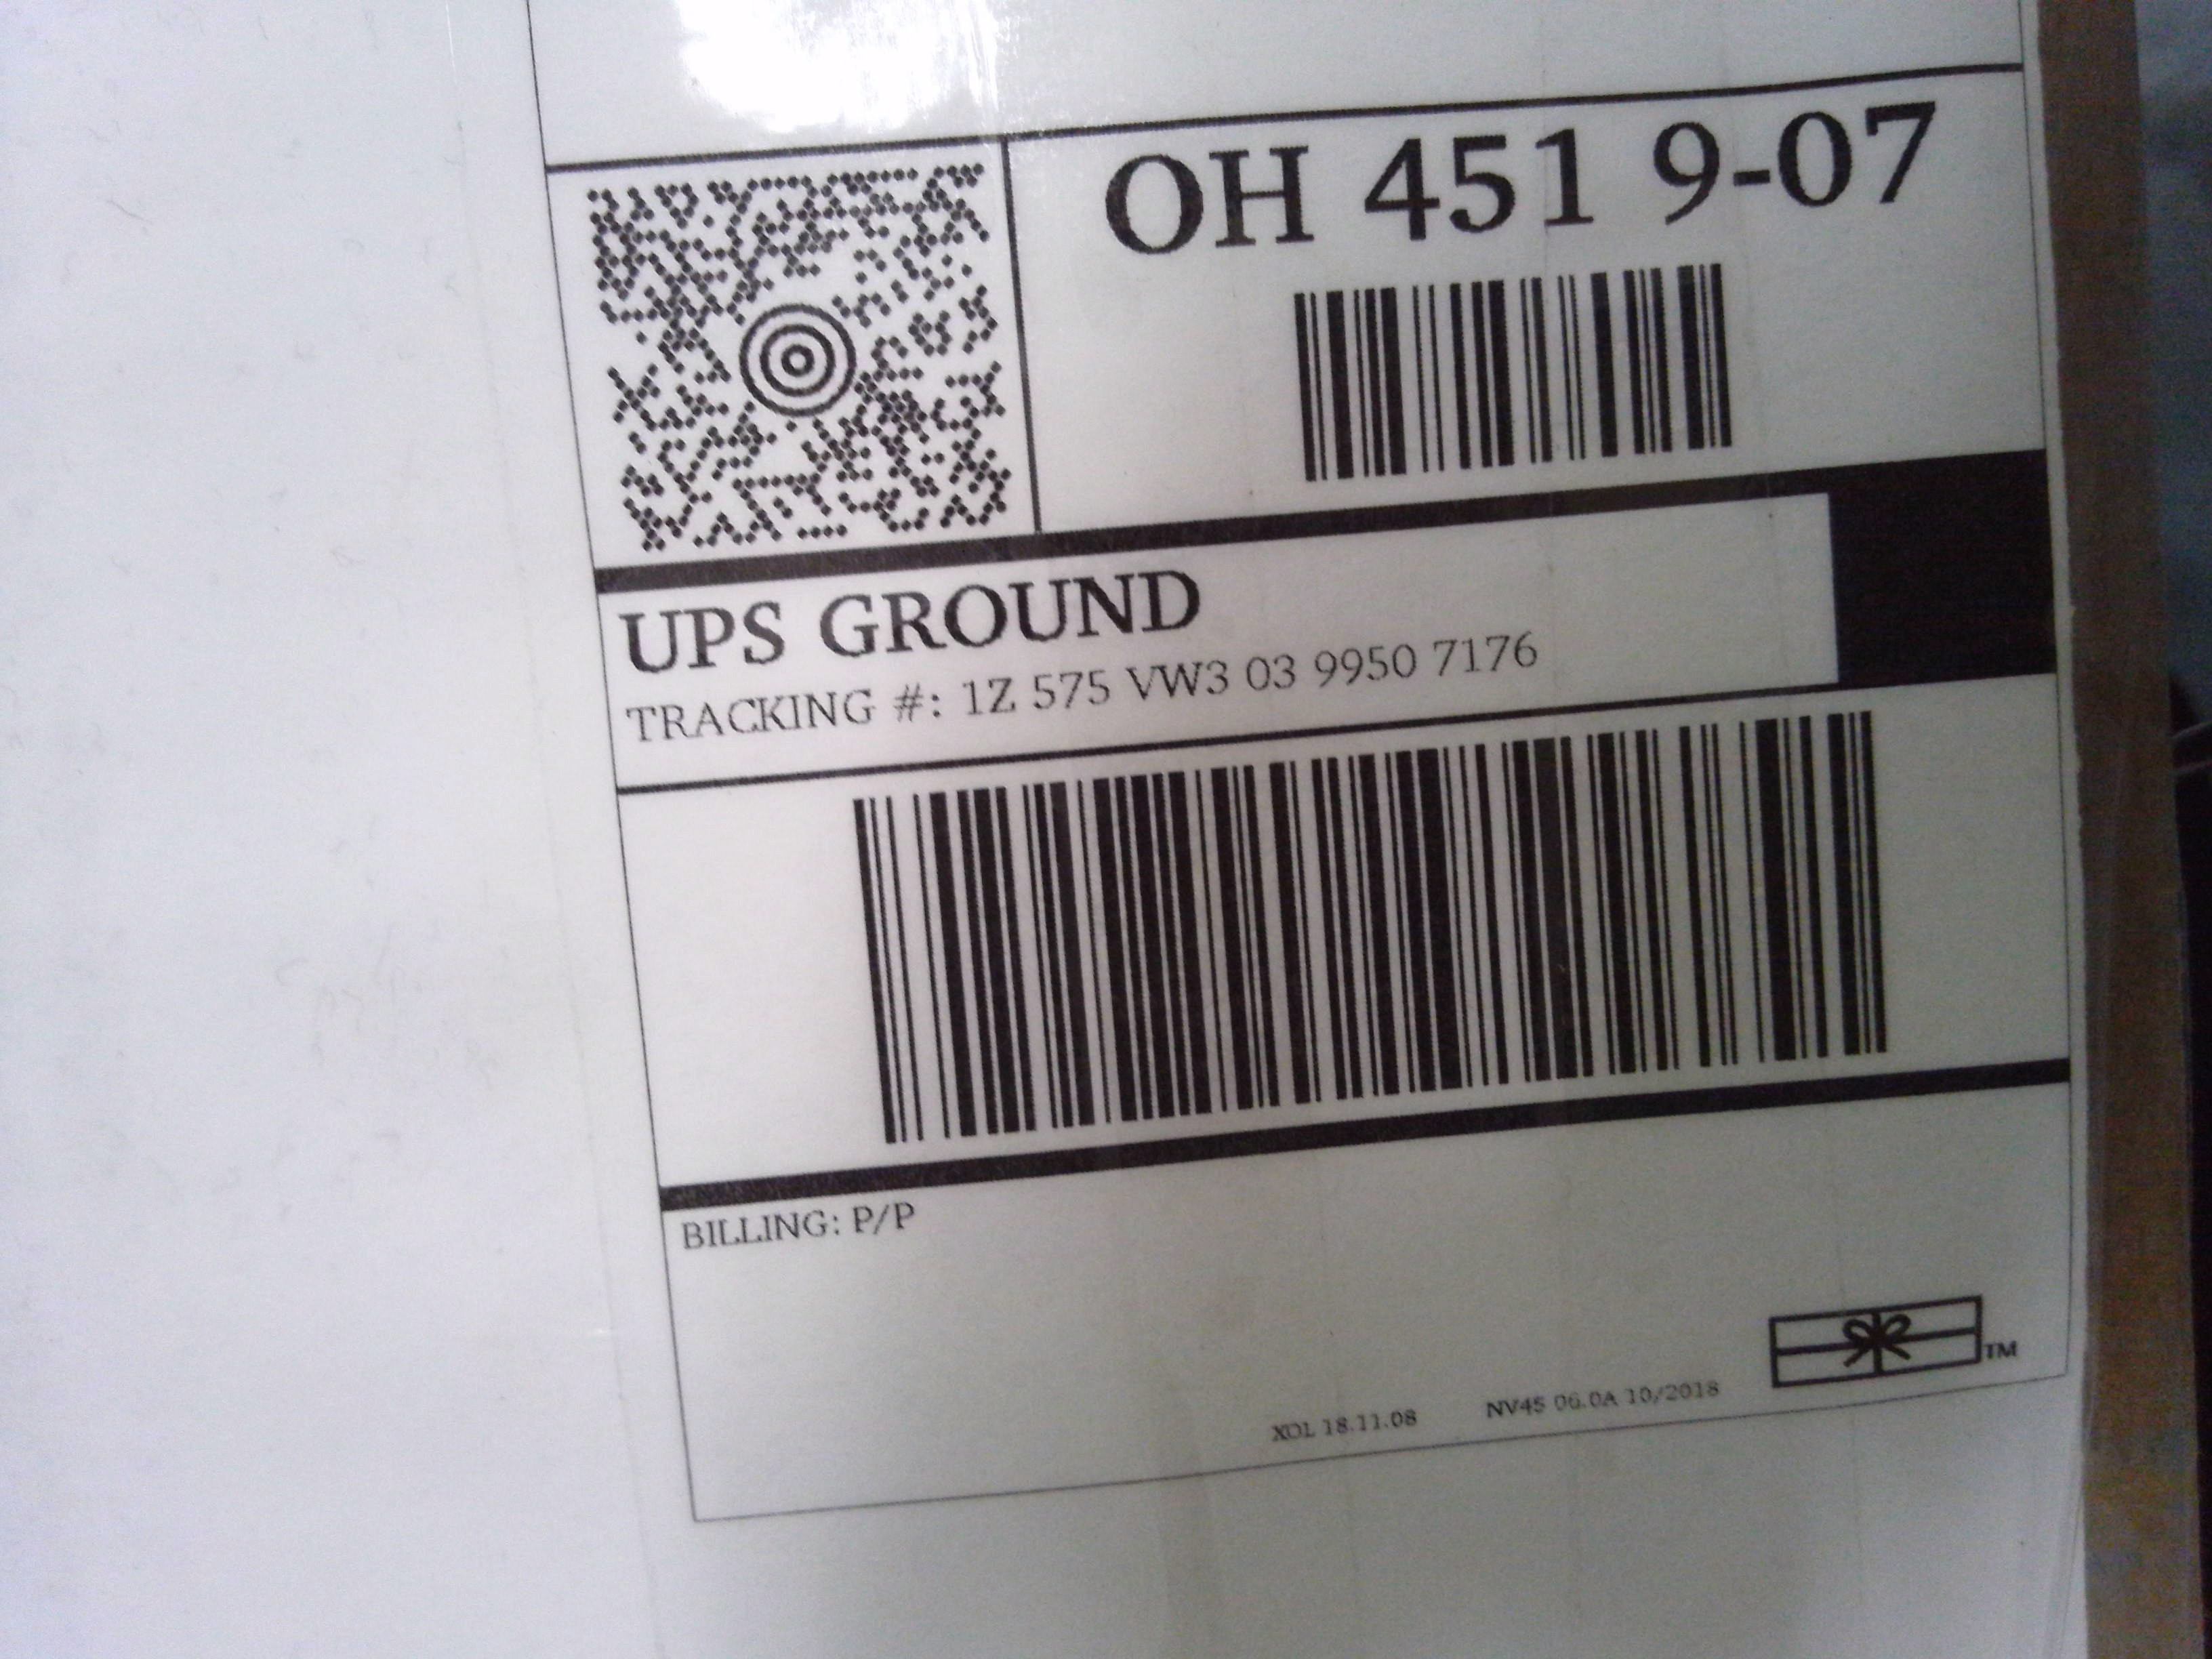 OH 451 9-07
UPS GROUND
TRACKING #: 1Z 575 VW3 03 9950 7176
BILLING: P/P
XOL 18.11.08 NV45 06.0A 10/2018
TM